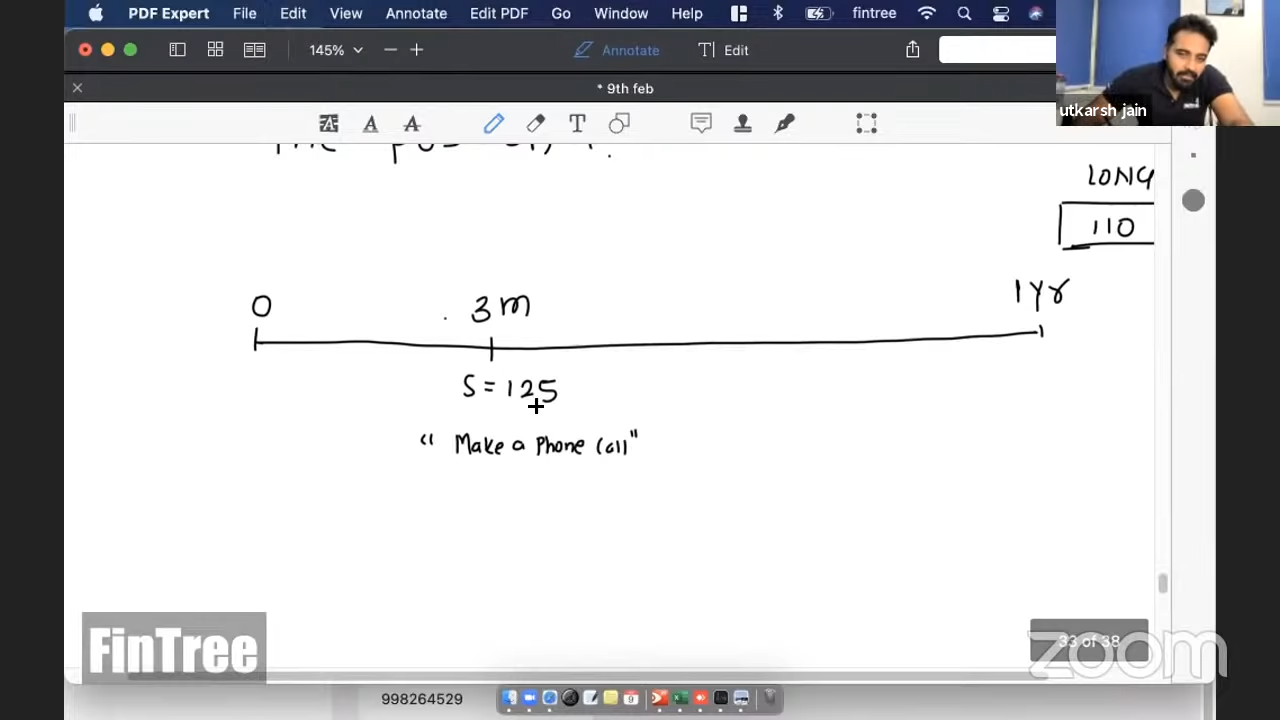 PDF Expert File Edit View Annotate Edit PDF Go Window Help fintree
145% Annotate Edit
* 9th feb
utkarsh jain
LONG
110
0 3m 1yr
S = 125
" Make a Phone Call"
FinTree
33 of 38
zoom
998264529